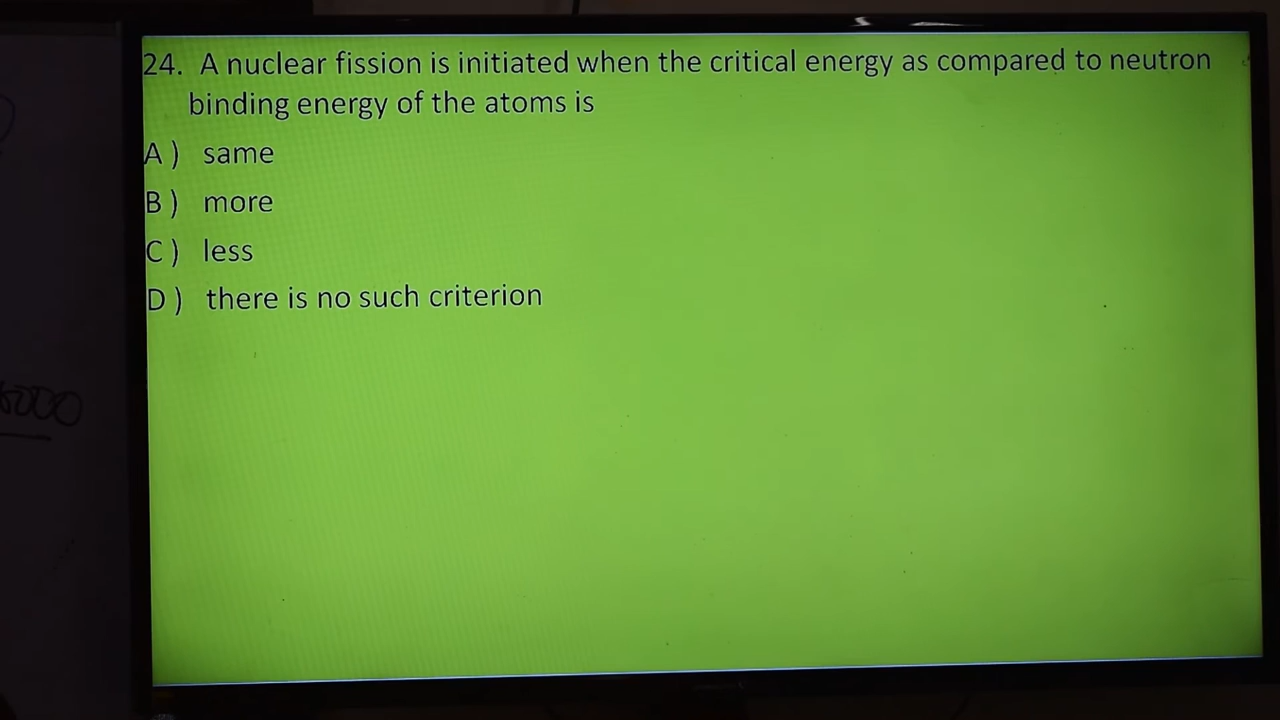 24. A nuclear fission is initiated when the critical energy as compared to neutron
binding energy of the atoms is
A) same
B) more
C) less
D) there is no such criterion